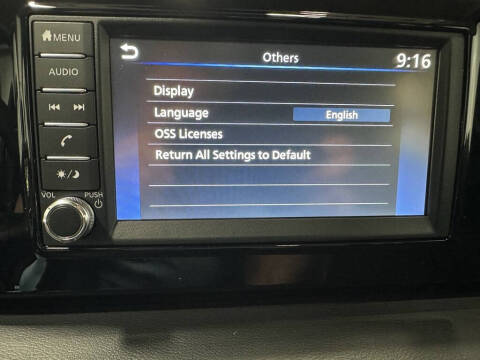 MENU
Others
9:16
AUDIO
Display
Language
English
OSS Licenses
Return All Settings to Default
VOL
PUSH